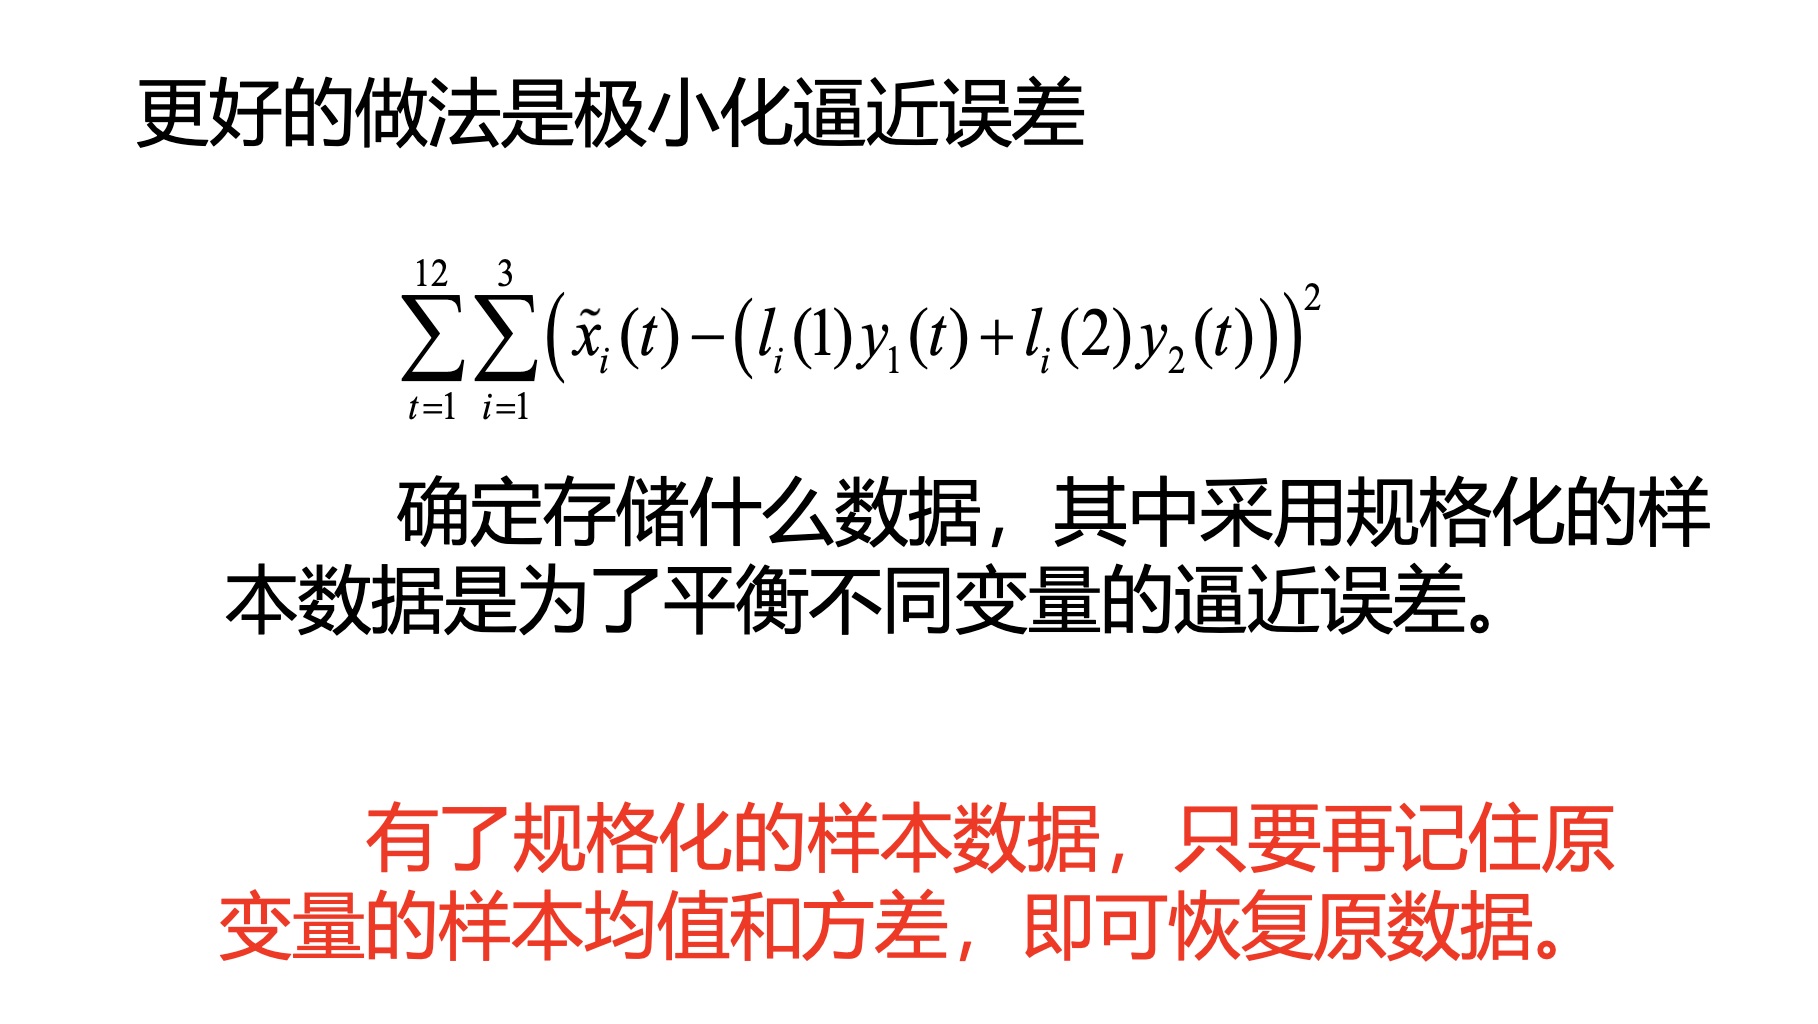 更好的做法是极小化逼近误差
$$\sum_{t=1}^{12}\sum_{i=1}^{3}\left(\tilde{x}_i(t)-\left(l_i(1)y_1(t)+l_i(2)y_2(t)\right)\right)^2$$
确定存储什么数据，其中采用规格化的样
本数据是为了平衡不同变量的逼近误差。
有了规格化的样本数据，只要再记住原
变量的样本均值和方差，即可恢复原数据。